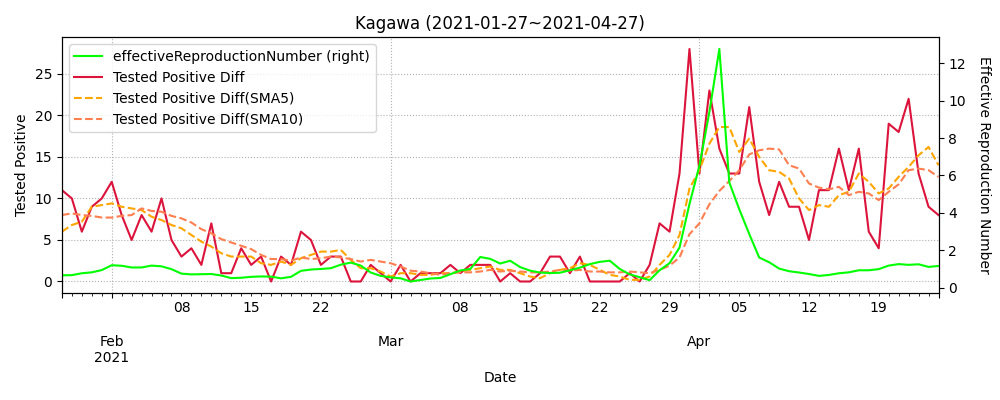 Kagawa (2021-01-27~2021-04-27)
effectiveReproductionNumber (right)
Tested Positive Diff
Tested Positive Diff(SMA5)
Tested Positive Diff(SMA10)
Tested Positive
25
20
15
10
5
0
Effective Reproduction Number
12
10
8
6
4
2
0
08 15 22 08 15 22 29 05 12 19
Feb Mar Apr
2021
Date